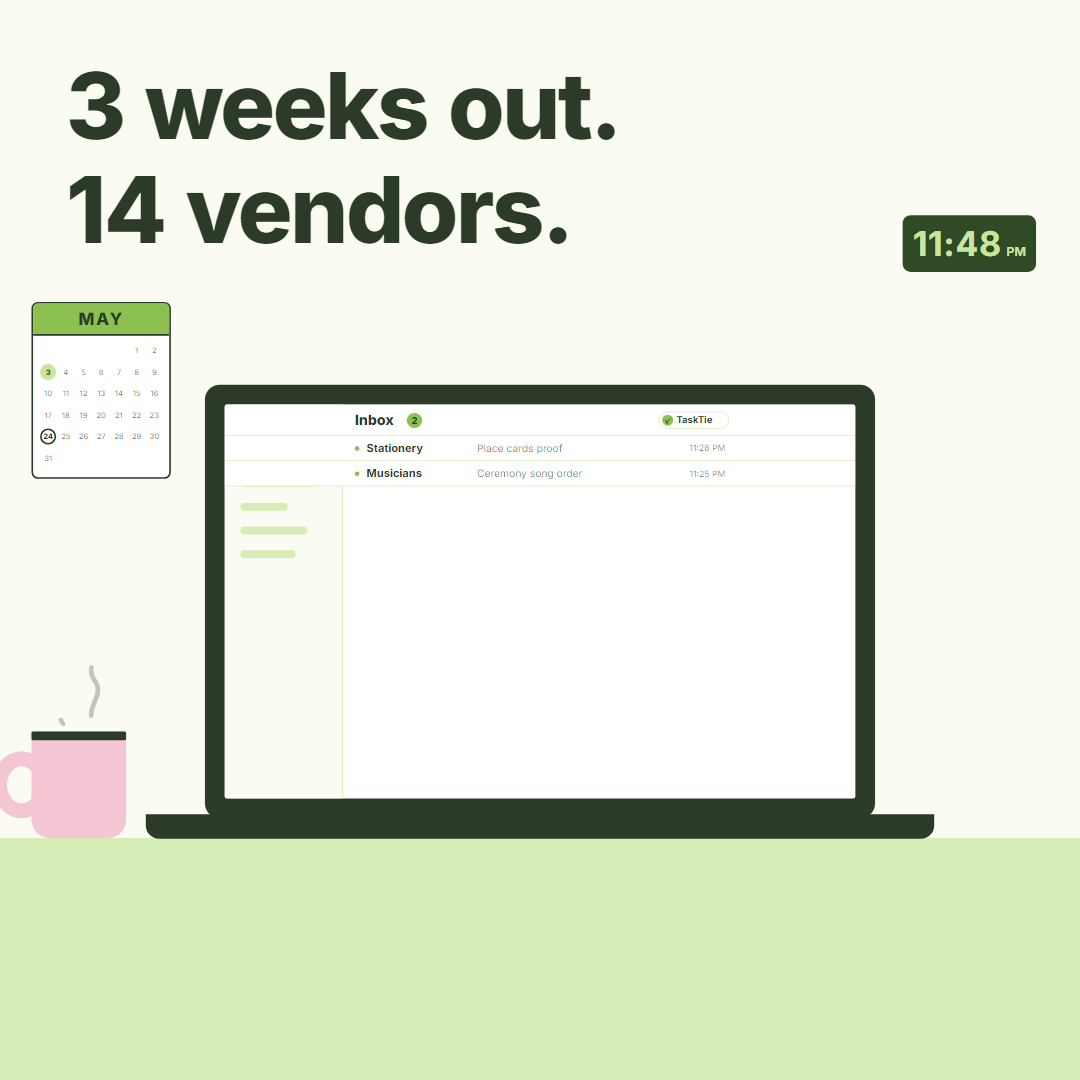 3 weeks out.
14 vendors.
11:48 PM
MAY
1 2
3 4 5 6 7 8 9
10 11 12 13 14 15 16
17 18 19 20 21 22 23
24 25 26 27 28 29 30
31
Inbox 2 TaskTie
Stationery Place cards proof 11:28 PM
Musicians Ceremony song order 11:25 PM